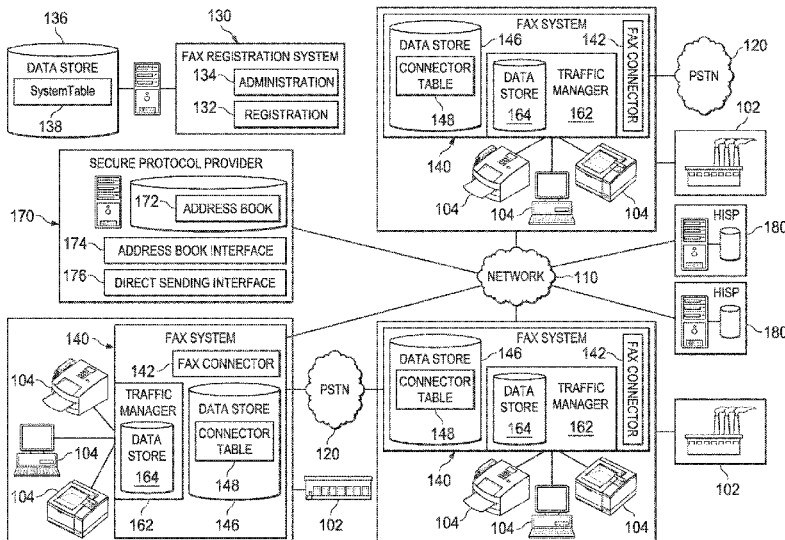 136
DATA STORE
SystemTable
138
130
FAX REGISTRATION SYSTEM
134
ADMINISTRATION
132
REGISTRATION
FAX SYSTEM
DATA STORE
146
CONNECTOR
TABLE
148
142
FAX CONNECTOR
DATA
STORE
164
TRAFFIC
MANAGER
162
140
104
104
104
120
PSTN
102
SECURE PROTOCOL PROVIDER
170
172
ADDRESS BOOK
174
ADDRESS BOOK INTERFACE
176
DIRECT SENDING INTERFACE
NETWORK
110
HISP
180
HISP
180
140
FAX SYSTEM
142
FAX CONNECTOR
104
TRAFFIC
MANAGER
DATA
STORE
164
162
DATA STORE
CONNECTOR
TABLE
148
146
104
104
PSTN
120
102
FAX SYSTEM
DATA STORE
146
CONNECTOR
TABLE
148
142
FAX CONNECTOR
DATA
STORE
164
TRAFFIC
MANAGER
162
140
104
104
104
102